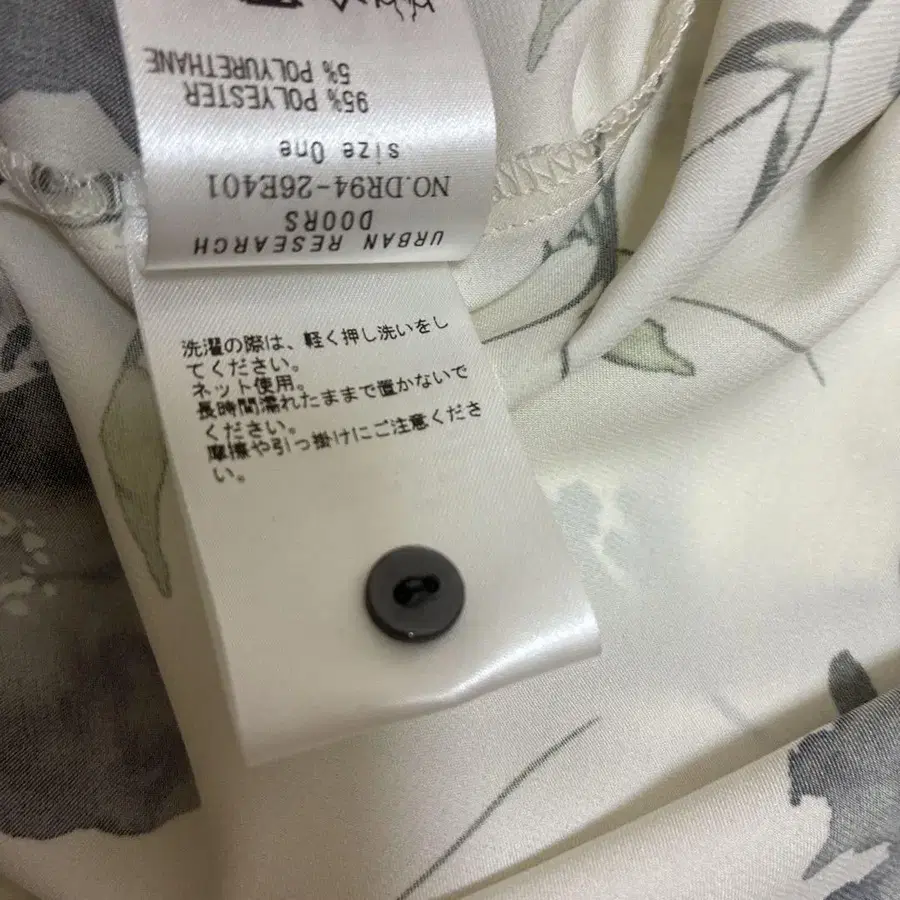 URBAN RESEARCH
DOORS
NO.DR94-26E401
size One
95% POLYESTER
5% POLYURETHANE
洗濯の際は、軽く押し洗いをし
てください。
ネット使用。
長時間濡れたままで置かないで
ください。
摩擦や引っ掛けにご注意くださ
い。